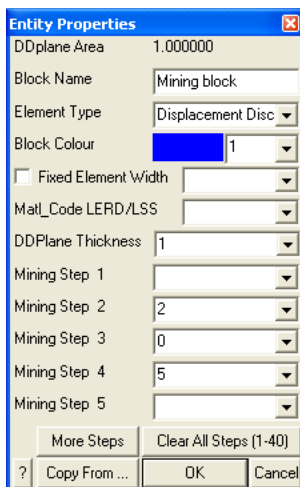 Entity Properties
DDplane Area 1.000000
Block Name Mining block
Element Type Displacement Disc
Block Colour 1
Fixed Element Width
Matl_Code LERD/LSS
DDPlane Thickness 1
Mining Step 1
Mining Step 2 2
Mining Step 3 0
Mining Step 4 5
Mining Step 5
More Steps Clear All Steps (1-40)
? Copy From ... OK Cancel